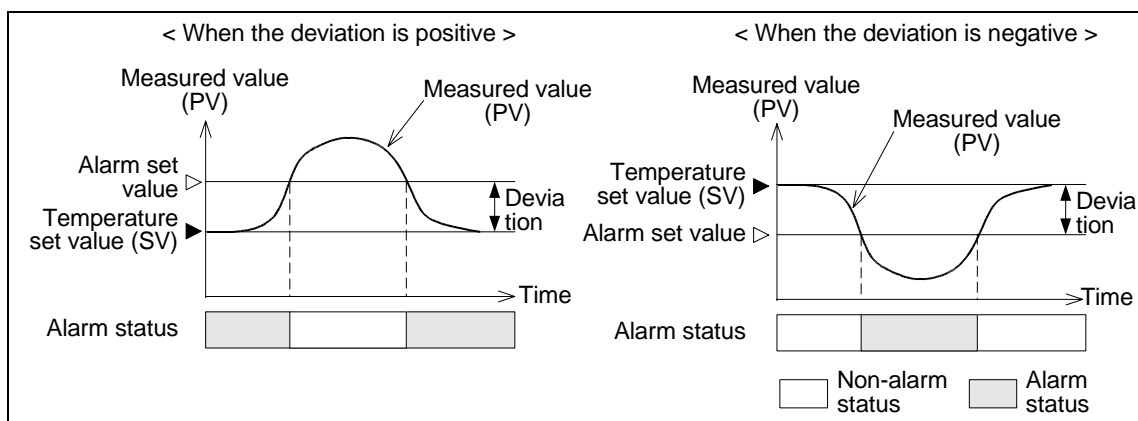 < When the deviation is positive >
Measured value
(PV)
Measured value
(PV)
Alarm set
value
Temperature
set value (SV)
Devia
tion
Time
Alarm status
< When the deviation is negative >
Measured value
(PV)
Measured value
(PV)
Temperature
set value (SV)
Alarm set value
Devia
tion
Time
Alarm status
Non-alarm
status
Alarm
status